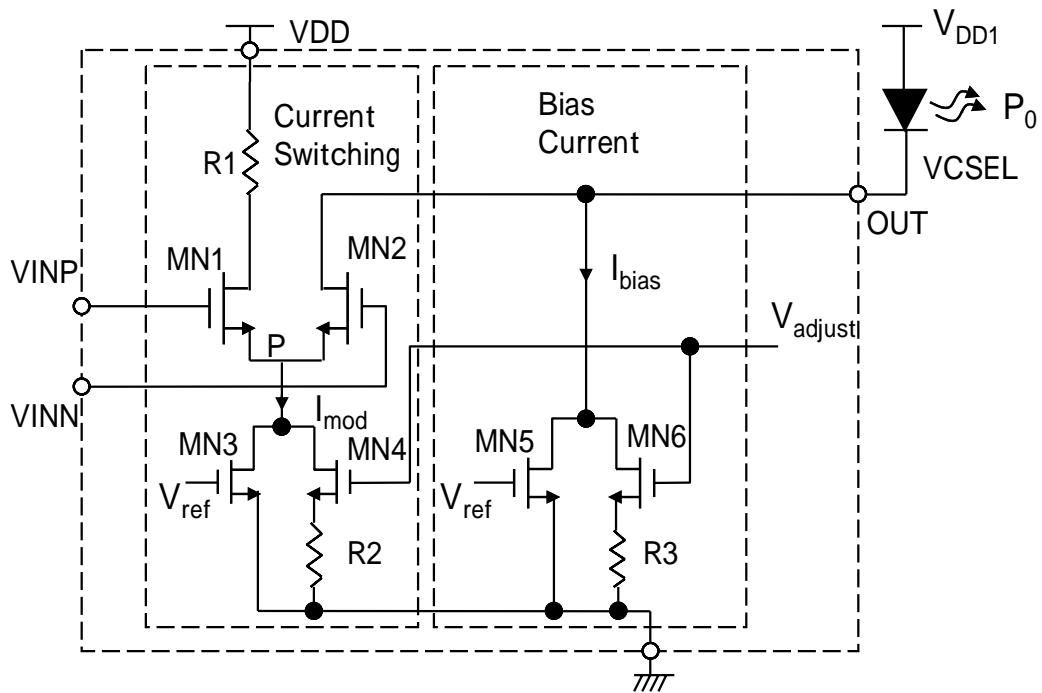 VDD
V_DD1
Current
Switching
Bias
Current
P_0
R1
VCSEL
OUT
MN1
MN2
VINP
I_bias
V_adjust
P
VINN
I_mod
MN3
MN4
MN5
MN6
V_ref
V_ref
R2
R3